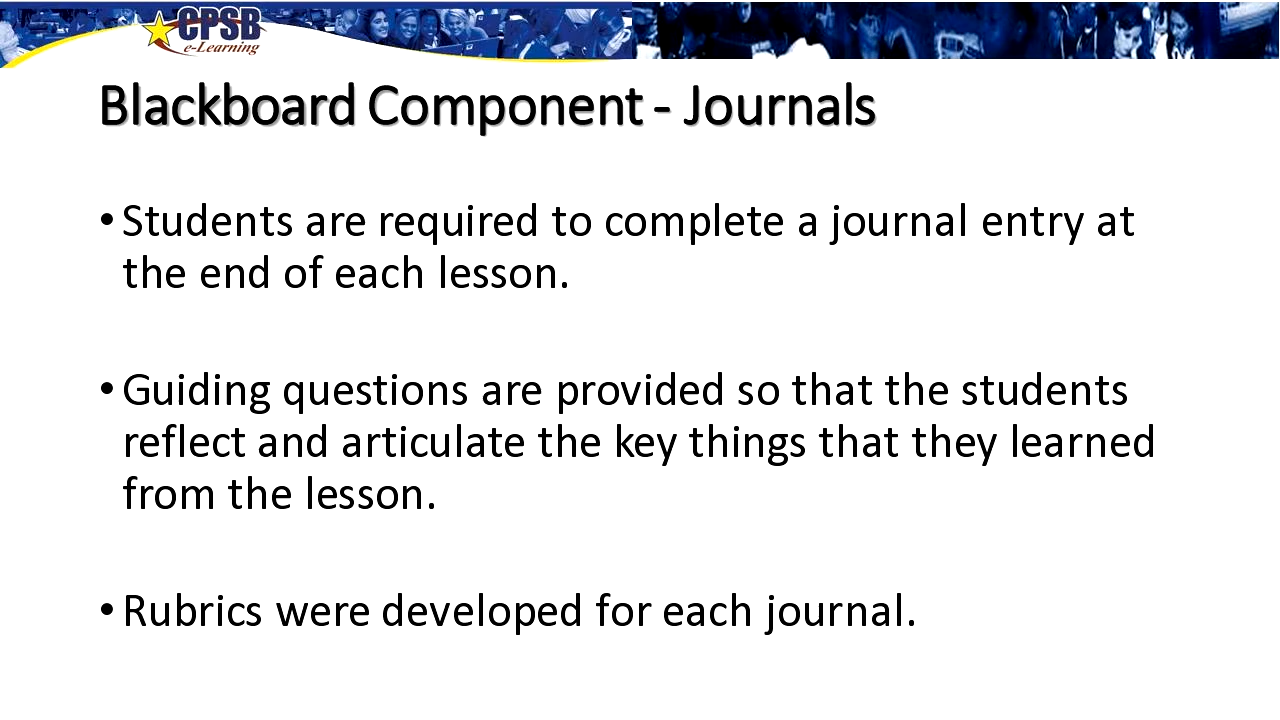 CPSB
e-Learning
Blackboard Component - Journals
• Students are required to complete a journal entry at
the end of each lesson.
• Guiding questions are provided so that the students
reflect and articulate the key things that they learned
from the lesson.
• Rubrics were developed for each journal.